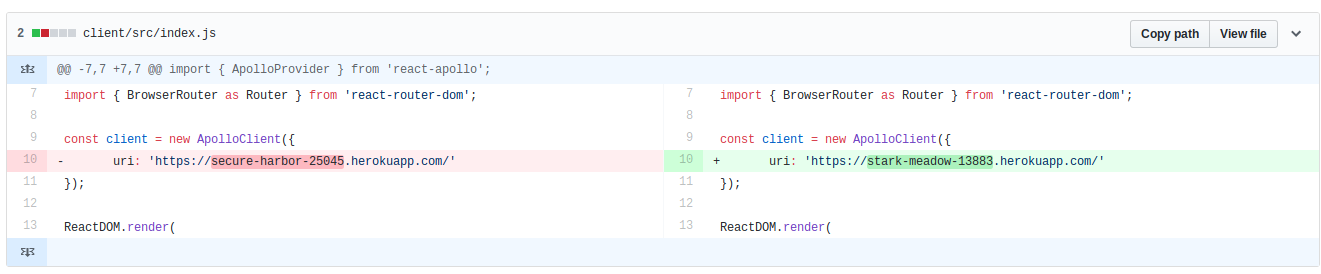 2 client/src/index.js Copy path View file
@@ -7,7 +7,7 @@ import { ApolloProvider } from 'react-apollo';
7 import { BrowserRouter as Router } from 'react-router-dom';
8
9 const client = new ApolloClient({
10 - uri: 'https://secure-harbor-25045.herokuapp.com/'
11 });
12
13 ReactDOM.render(
7 import { BrowserRouter as Router } from 'react-router-dom';
8
9 const client = new ApolloClient({
10 + uri: 'https://stark-meadow-13883.herokuapp.com/'
11 });
12
13 ReactDOM.render(